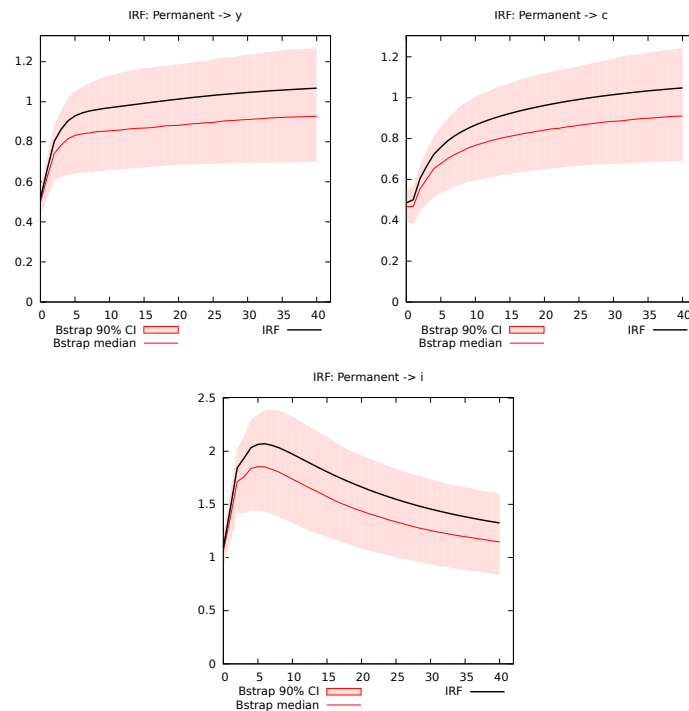 IRF: Permanent -> y
1.2
1
0.8
0.6
0.4
0.2
0
0 5 10 15 20 25 30 35 40
Bstrap 90% CI IRF
Bstrap median
IRF: Permanent -> c
1.2
1
0.8
0.6
0.4
0.2
0
0 5 10 15 20 25 30 35 40
Bstrap 90% CI IRF
Bstrap median
IRF: Permanent -> i
2.5
2
1.5
1
0.5
0
0 5 10 15 20 25 30 35 40
Bstrap 90% CI IRF
Bstrap median